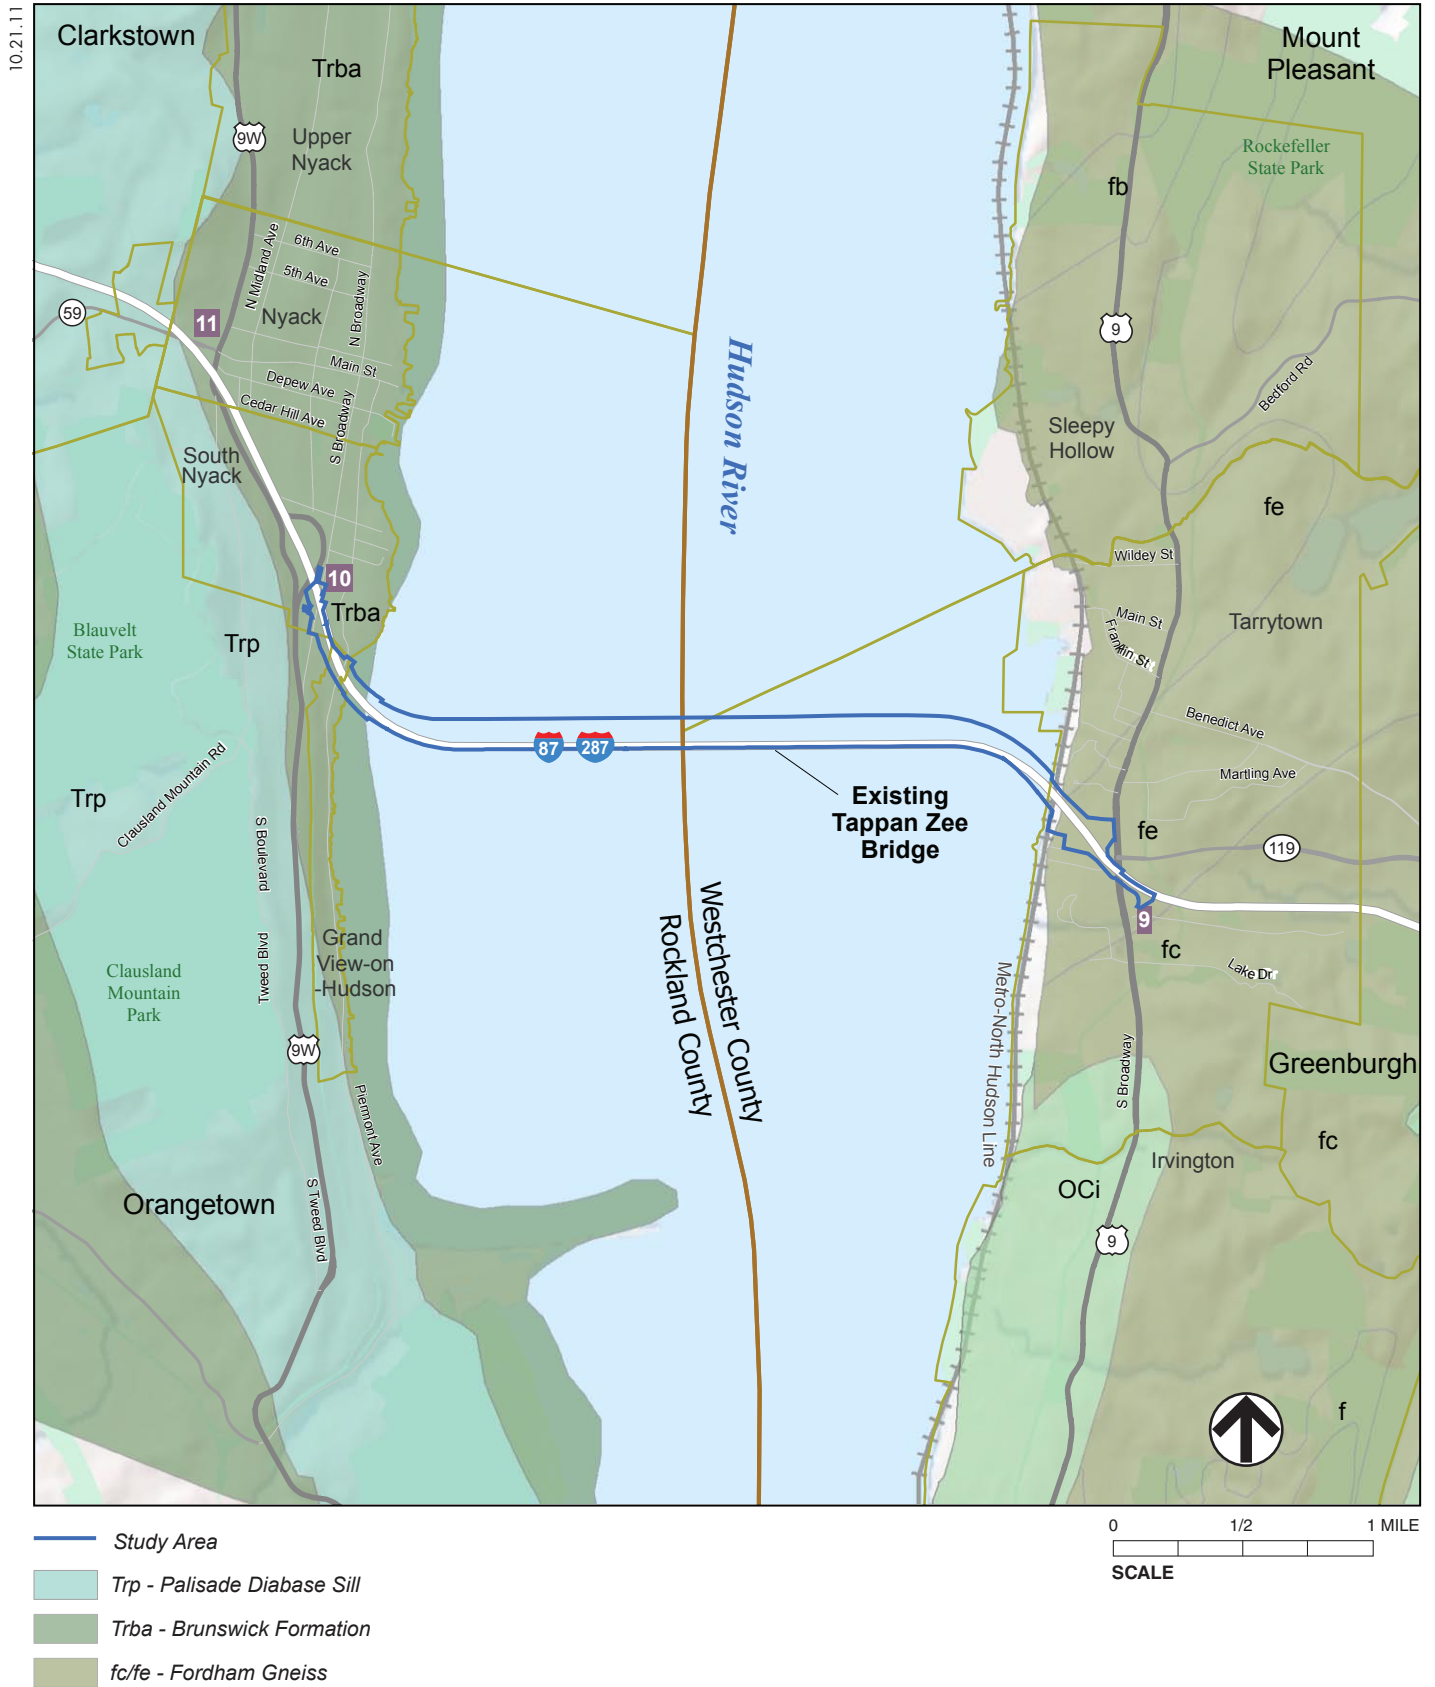 10.21.11
Clarkstown
Mount
Pleasant
Trba
9W
Upper
Nyack
Rockefeller
State Park
fb
6th Ave
N Midland Ave
5th Ave
N Broadway
59
11
Nyack
9
Main St
Hudson River
Depew Ave
Bedford Rd
Cedar Hill Ave
S Broadway
Sleepy
Hollow
South
Nyack
fe
Wildey St
10
Trba
Main St
Tarrytown
Franklin St
Blauvelt
State Park
Trp
Benedict Ave
87
287
Martling Ave
Trp
Clausland Mountain Rd
Existing
Tappan Zee
Bridge
fe
119
S Boulevard
Westchester County
Rockland County
9
Tweed Blvd
Grand
View-on
-Hudson
fc
Lake Dr
Clausland
Mountain
Park
Metro-North Hudson Line
9W
S Broadway
Greenburgh
Piermont Ave
fc
Irvington
Orangetown
OCi
S Tweed Blvd
9
f
0 1/2 1 MILE
SCALE
Study Area
Trp - Palisade Diabase Sill
Trba - Brunswick Formation
fc/fe - Fordham Gneiss